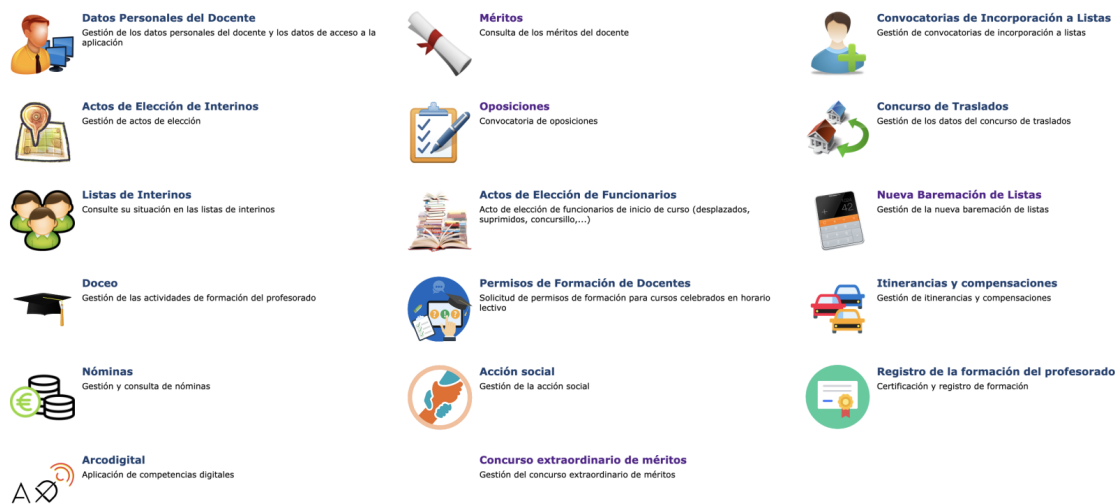 Datos Personales del Docente
Gestión de los datos personales del docente y los datos de acceso a la
aplicación
Méritos
Consulta de los méritos del docente
Convocatorias de Incorporación a Listas
Gestión de convocatorias de incorporación a listas
Actos de Elección de Interinos
Gestión de actos de elección
Oposiciones
Convocatoria de oposiciones
Concurso de Traslados
Gestión de los datos del concurso de traslados
Listas de Interinos
Consulte su situación en las listas de interinos
Actos de Elección de Funcionarios
Acto de elección de funcionarios de inicio de curso (desplazados,
suprimidos, concursillo,...)
Nueva Baremación de Listas
Gestión de la nueva baremación de listas
42
Doceo
Gestión de las actividades de formación del profesorado
Permisos de Formación de Docentes
Solicitud de permisos de formación para cursos celebrados en horario
lectivo
Itinerancias y compensaciones
Gestión de itinerancias y compensaciones
Nóminas
Gestión y consulta de nóminas
€
Acción social
Gestión de la acción social
Registro de la formación del profesorado
Certificación y registro de formación
Arcodigital
Aplicación de competencias digitales
Concurso extraordinario de méritos
Gestión del concurso extraordinario de méritos